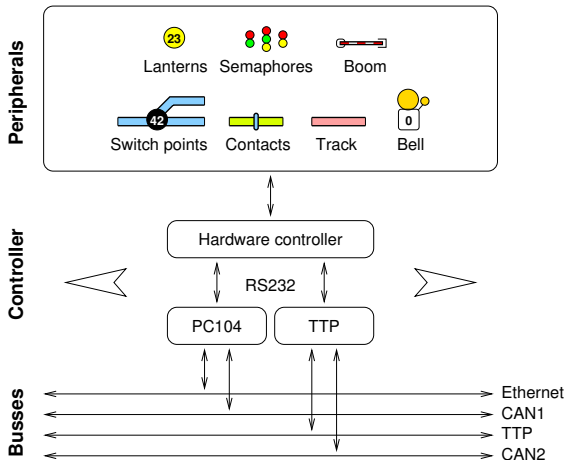 Peripherals
23
Lanterns Semaphores Boom
42
0
Switch points Contacts Track Bell
Controller
Hardware controller
RS232
PC104 TTP
Busses
Ethernet
CAN1
TTP
CAN2